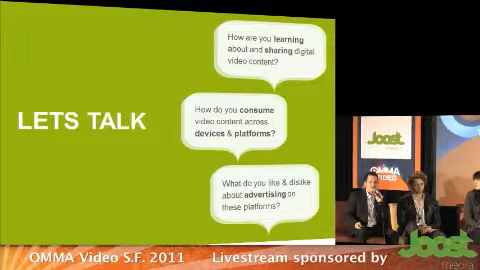 How are you learning
about and sharing digital
video content?
LETS TALK
How do you consume
video content across
devices & platforms?
What do you like & dislike
about advertising on
these platforms?
Joost
OMMA
VIDEO
OMMA Video S.F. 2011 Livestream sponsored by Joost
media